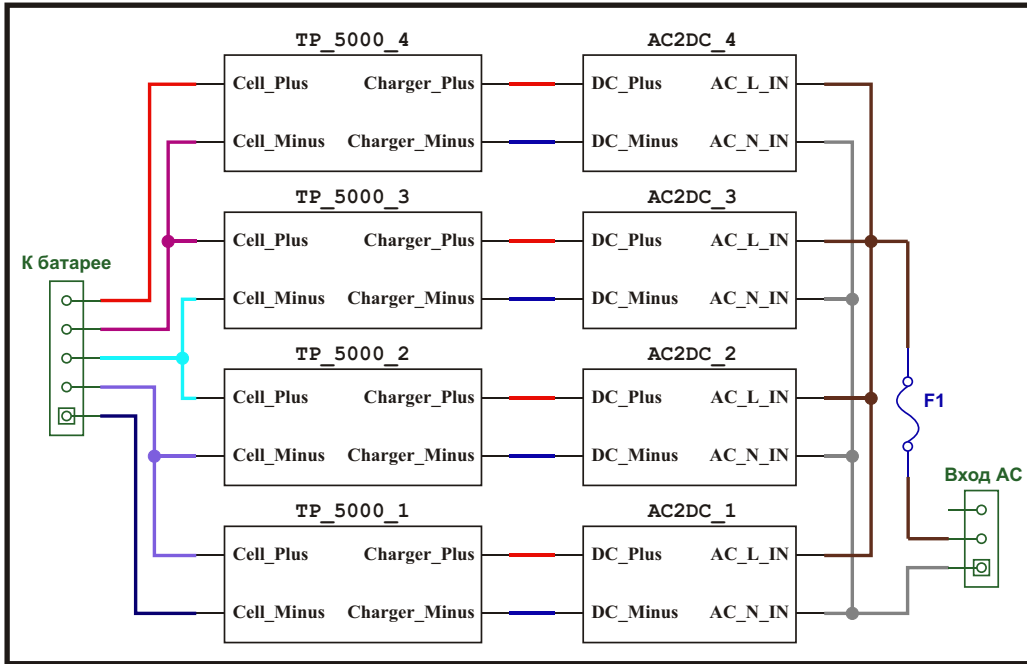 TP_5000_4 AC2DC_4
Cell_Plus Charger_Plus DC_Plus AC_L_IN
Cell_Minus Charger_Minus DC_Minus AC_N_IN
TP_5000_3 AC2DC_3
Cell_Plus Charger_Plus DC_Plus AC_L_IN
К батарее
Cell_Minus Charger_Minus DC_Minus AC_N_IN
TP_5000_2 AC2DC_2
Cell_Plus Charger_Plus DC_Plus AC_L_IN
F1
Cell_Minus Charger_Minus DC_Minus AC_N_IN
Вход AC
TP_5000_1 AC2DC_1
Cell_Plus Charger_Plus DC_Plus AC_L_IN
Cell_Minus Charger_Minus DC_Minus AC_N_IN